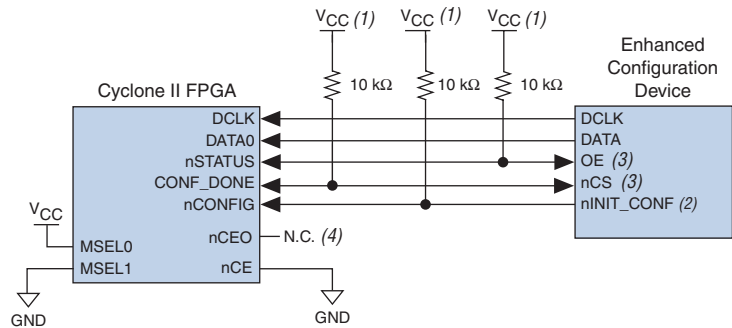 VCC (1)
VCC (1)
VCC (1)
10 kΩ
10 kΩ
10 kΩ
Enhanced
Configuration
Device
Cyclone II FPGA
DCLK
DATA0
nSTATUS
CONF_DONE
nCONFIG
nCEO
nCE
N.C. (4)
DCLK
DATA
OE (3)
nCS (3)
nINIT_CONF (2)
VCC
MSEL0
MSEL1
GND
GND